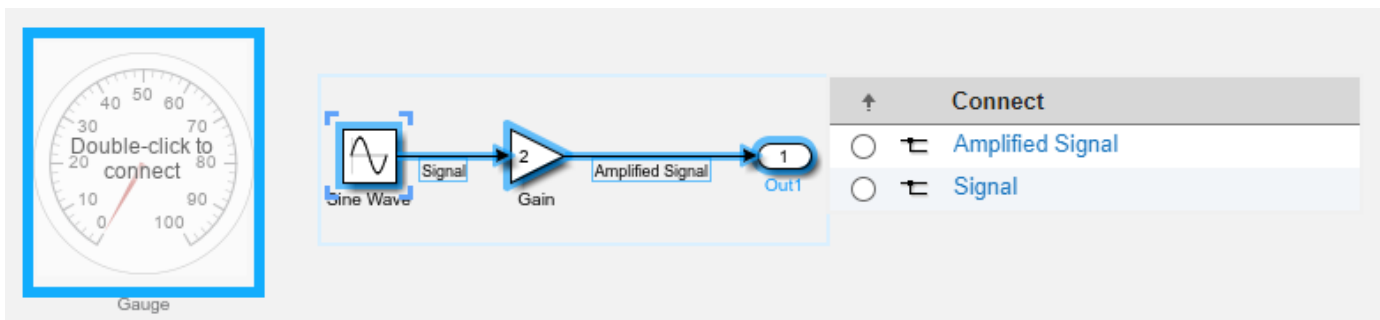 40 50 60
30 70
Double-click to
20 connect 80
10 90
0 100
Gauge
2
1
Signal
Amplified Signal
Sine Wave
Gain
Out1
Connect
Amplified Signal
Signal